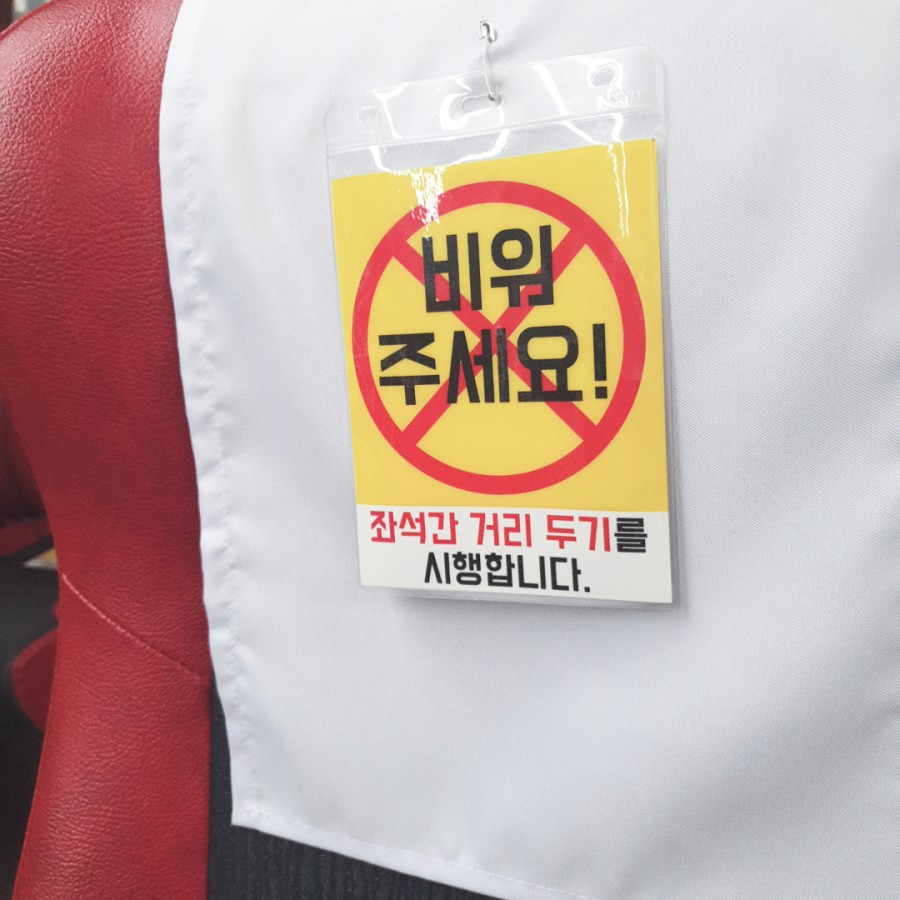 비워
주세요!
좌석간 거리 두기를
시행합니다.